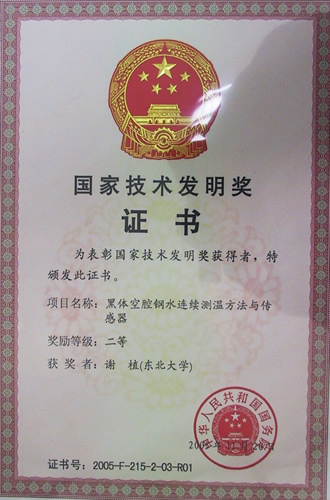 国家技术发明奖
证书
为表彰国家技术发明奖获得者，特
颁发此证书。
项目名称：黑体空腔钢水连续测温方法与传
感器
奖励等级：二等
获奖者：谢 植(东北大学)
中华人民共和国国务院
证书号：2005-F-215-2-03-R01